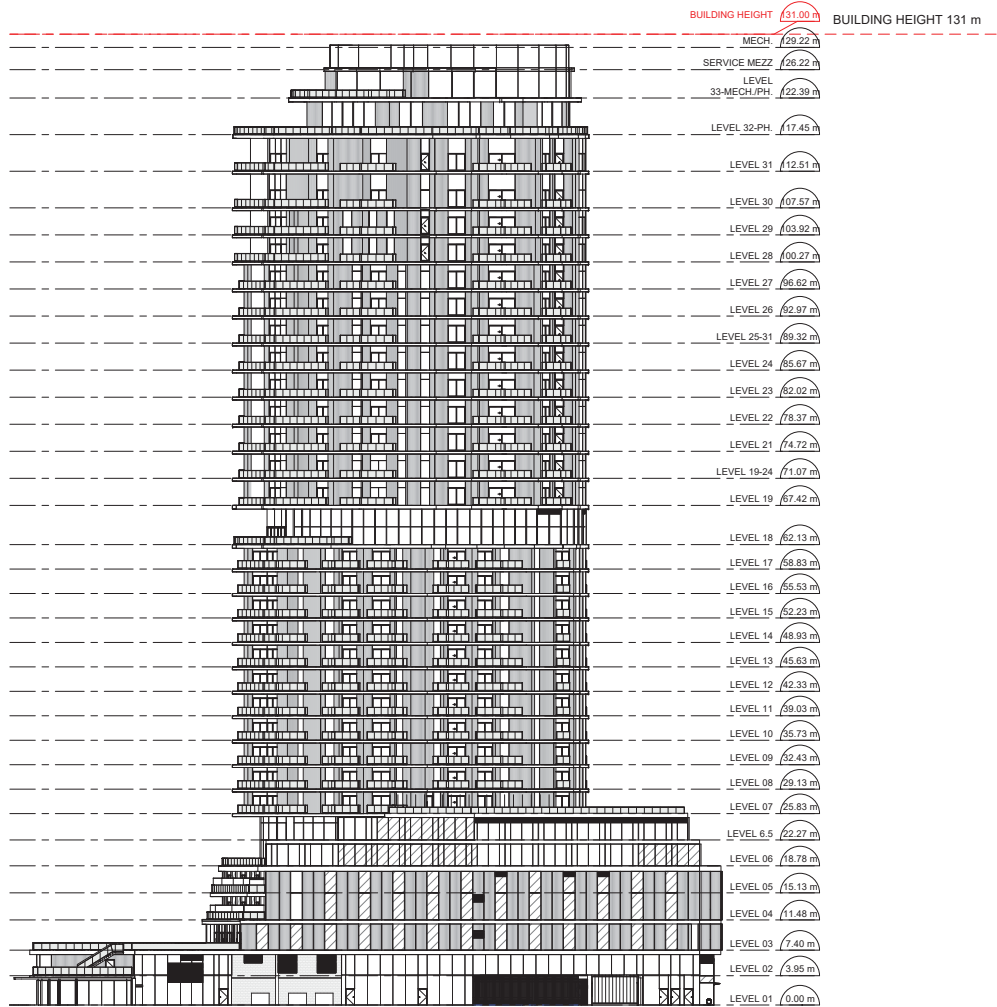 BUILDING HEIGHT 131.00 m BUILDING HEIGHT 131 m
MECH. 129.22 m
SERVICE MEZZ 126.22 m
LEVEL
33-MECH./PH. 122.39 m
LEVEL 32-PH. 117.45 m
LEVEL 31 112.51 m
LEVEL 30 107.57 m
LEVEL 29 103.92 m
LEVEL 28 100.27 m
LEVEL 27 96.62 m
LEVEL 26 92.97 m
LEVEL 25-31 89.32 m
LEVEL 24 85.67 m
LEVEL 23 82.02 m
LEVEL 22 78.37 m
LEVEL 21 74.72 m
LEVEL 19-24 71.07 m
LEVEL 19 67.42 m
LEVEL 18 62.13 m
LEVEL 17 58.83 m
LEVEL 16 55.53 m
LEVEL 15 52.23 m
LEVEL 14 48.93 m
LEVEL 13 45.63 m
LEVEL 12 42.33 m
LEVEL 11 39.03 m
LEVEL 10 35.73 m
LEVEL 09 32.43 m
LEVEL 08 29.13 m
LEVEL 07 25.83 m
LEVEL 6.5 22.27 m
LEVEL 06 18.78 m
LEVEL 05 15.13 m
LEVEL 04 11.48 m
LEVEL 03 7.40 m
LEVEL 02 3.95 m
LEVEL 01 0.00 m